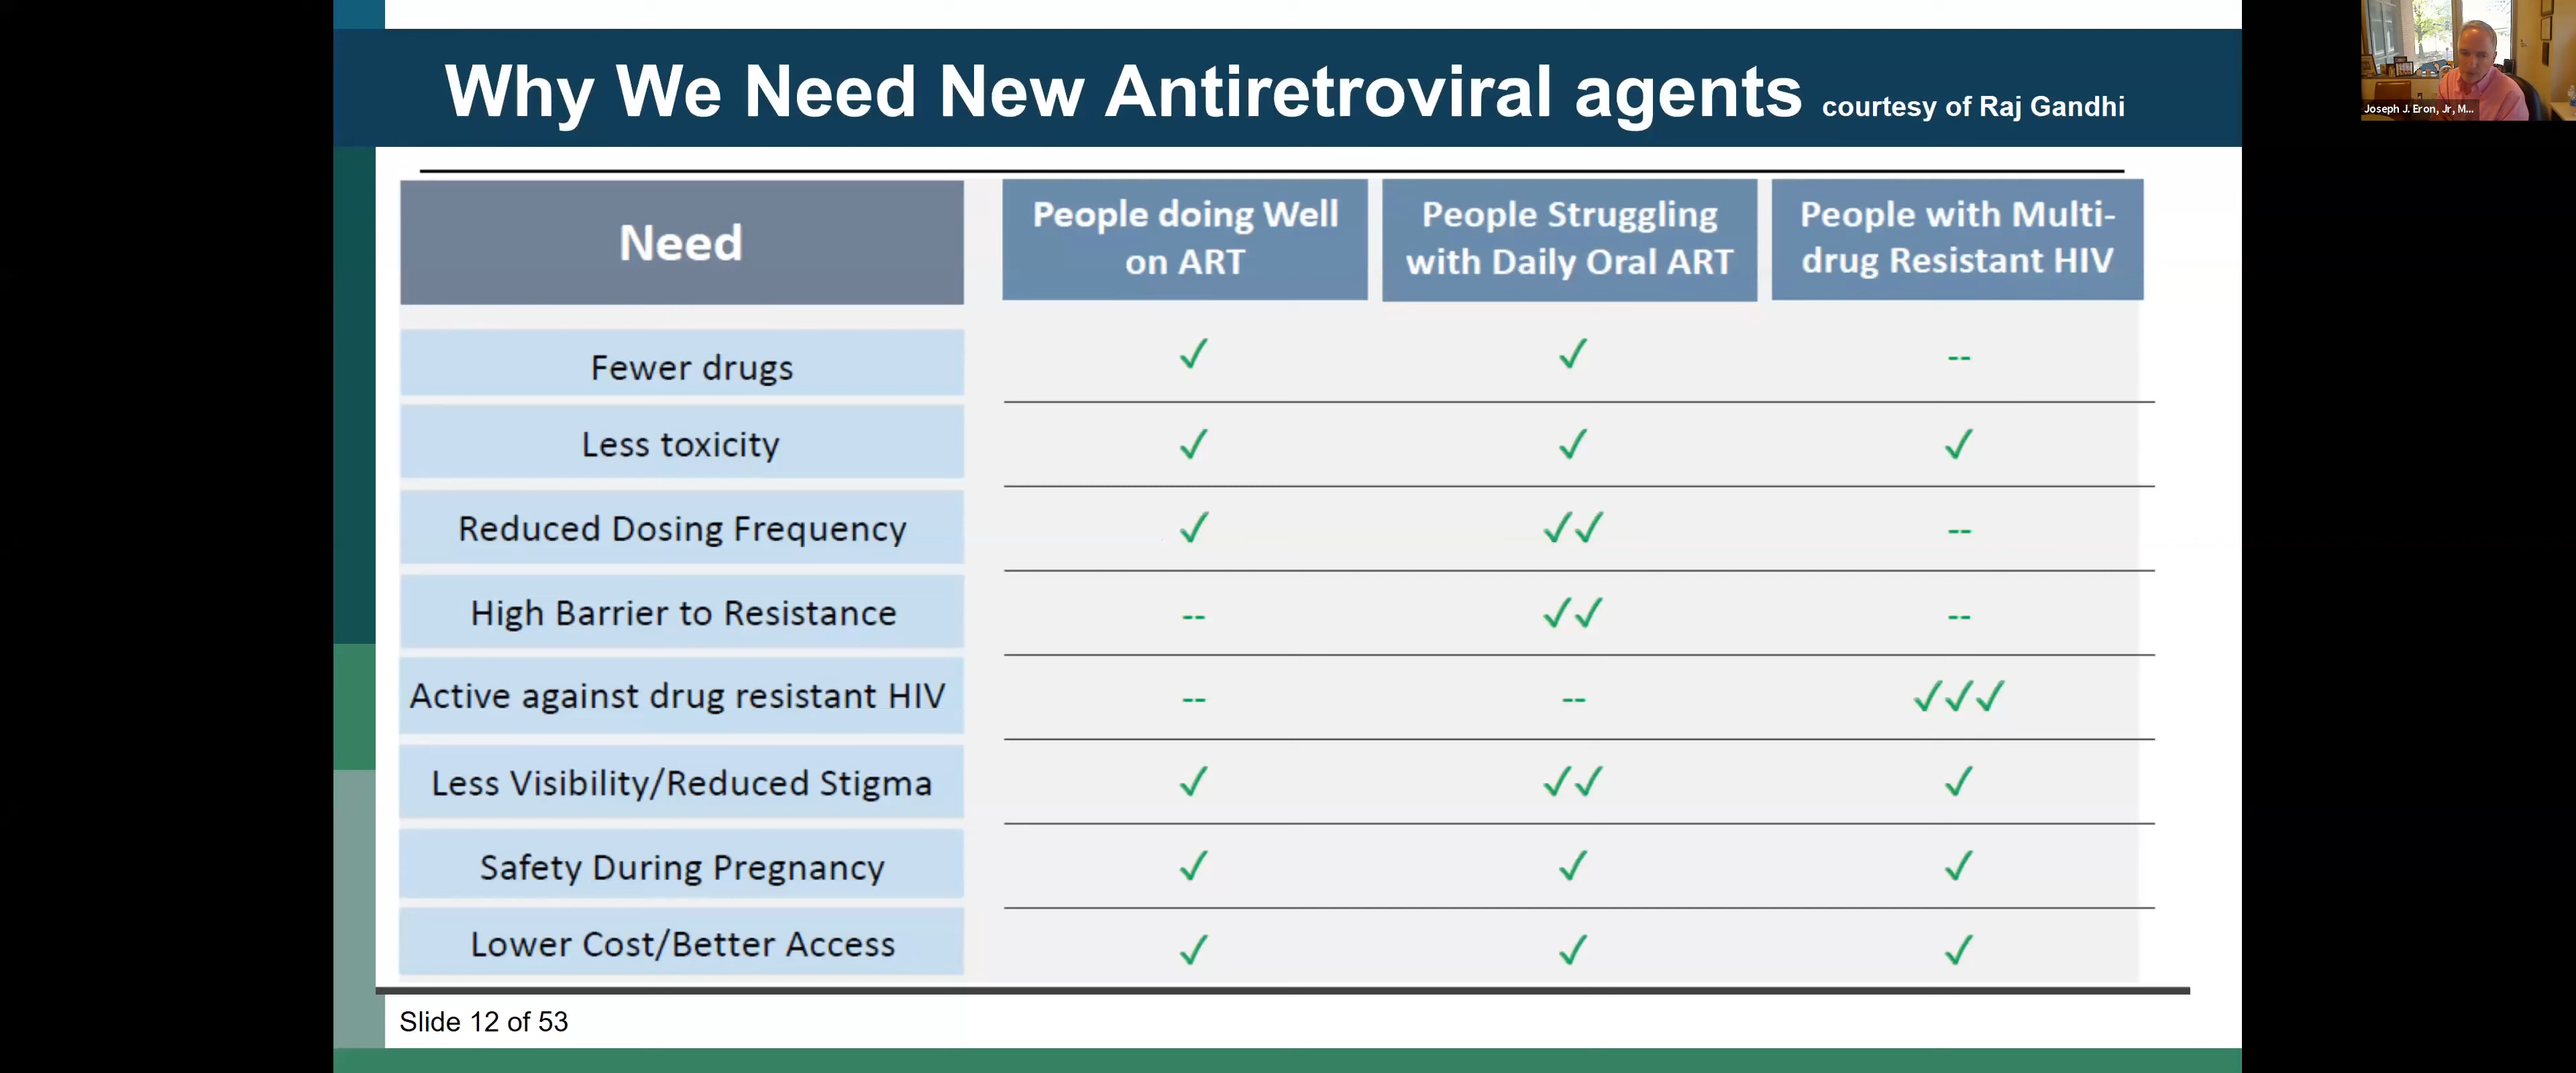 Why We Need New Antiretroviral agents courtesy of Raj Gandhi
Joseph J. Eron, Jr, M...
Need
People doing Well
on ART
People Struggling
with Daily Oral ART
People with Multi-
drug Resistant HIV
Fewer drugs ✓ ✓ --
Less toxicity ✓ ✓ ✓
Reduced Dosing Frequency ✓ ✓✓ --
High Barrier to Resistance -- ✓✓ --
Active against drug resistant HIV -- -- ✓✓✓
Less Visibility/Reduced Stigma ✓ ✓✓ ✓
Safety During Pregnancy ✓ ✓ ✓
Lower Cost/Better Access ✓ ✓ ✓
Slide 12 of 53